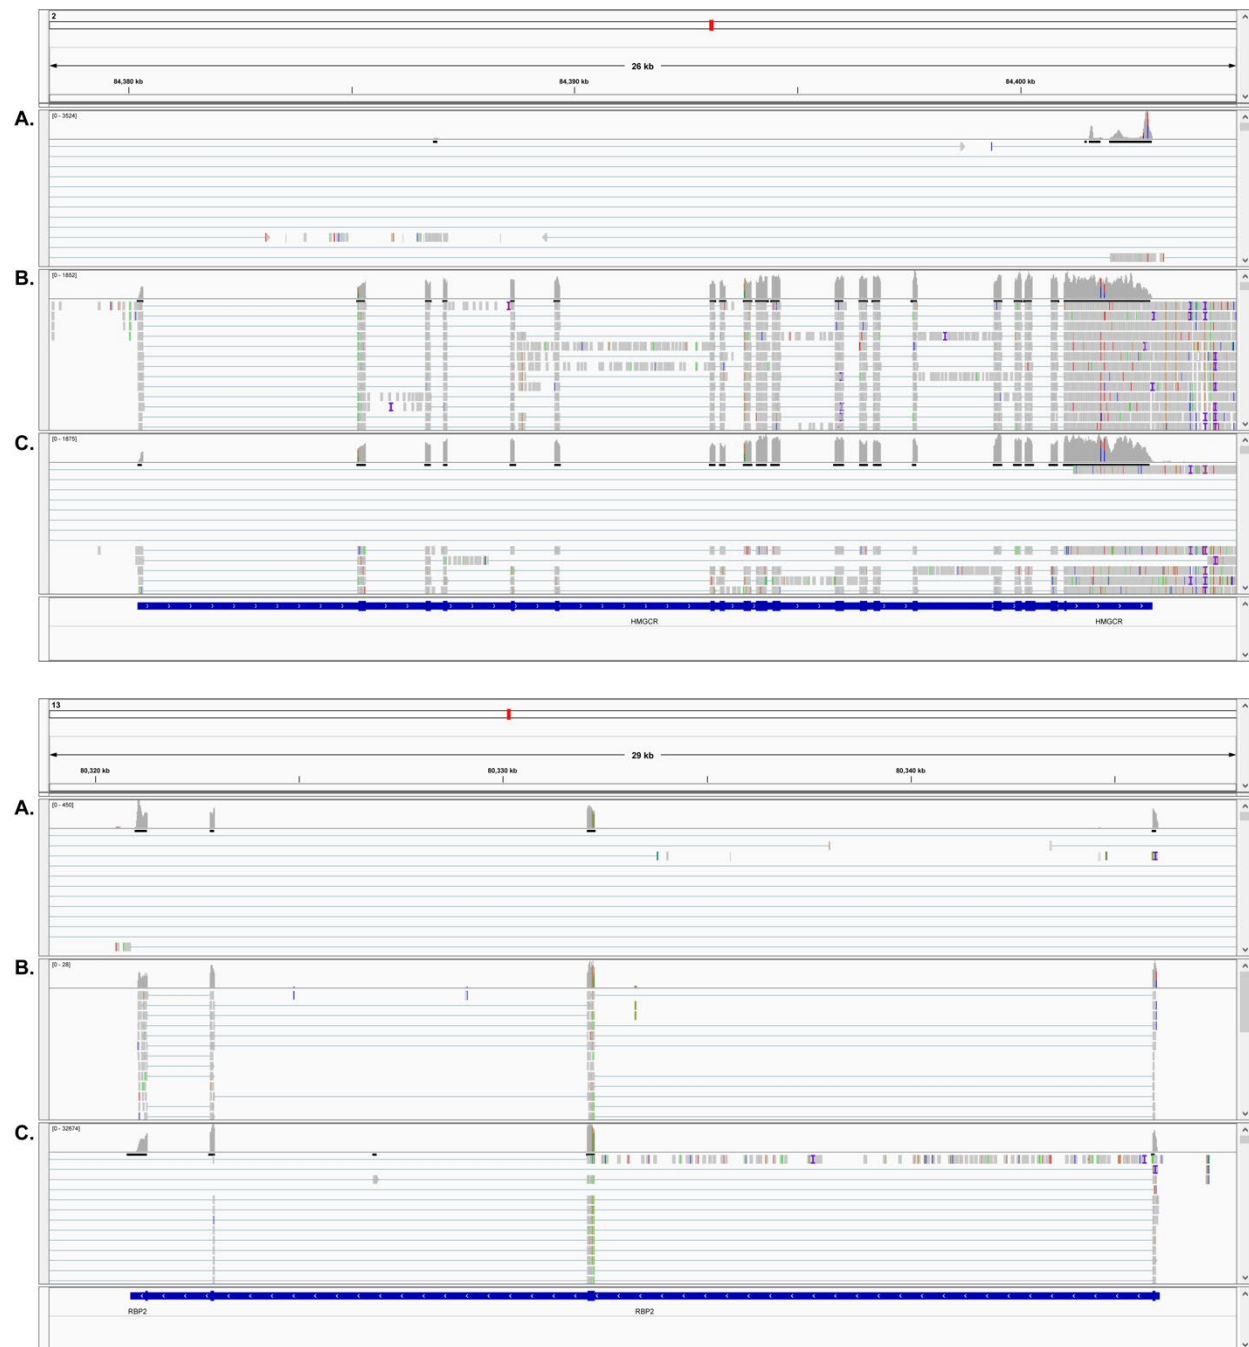 2
26 kb
84,380 kb 84,390 kb 84,400 kb
A.
[0 - 3524]
B.
[0 - 1852]
C.
[0 - 1875]
HMGCR HMGCR
13
29 kb
80,320 kb 80,330 kb 80,340 kb
A.
[0 - 450]
B.
[0 - 28]
C.
[0 - 32674]
RBP2 RBP2